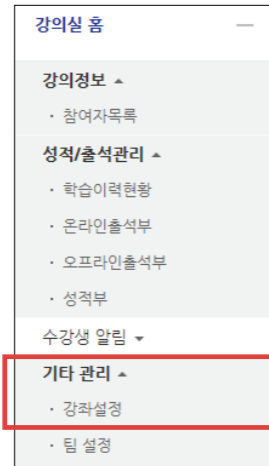 강의실 홈
강의정보
· 참여자목록
성적/출석관리
· 학습이력현황
· 온라인출석부
· 오프라인출석부
· 성적부
수강생 알림
기타 관리
· 강좌설정
· 팀 설정